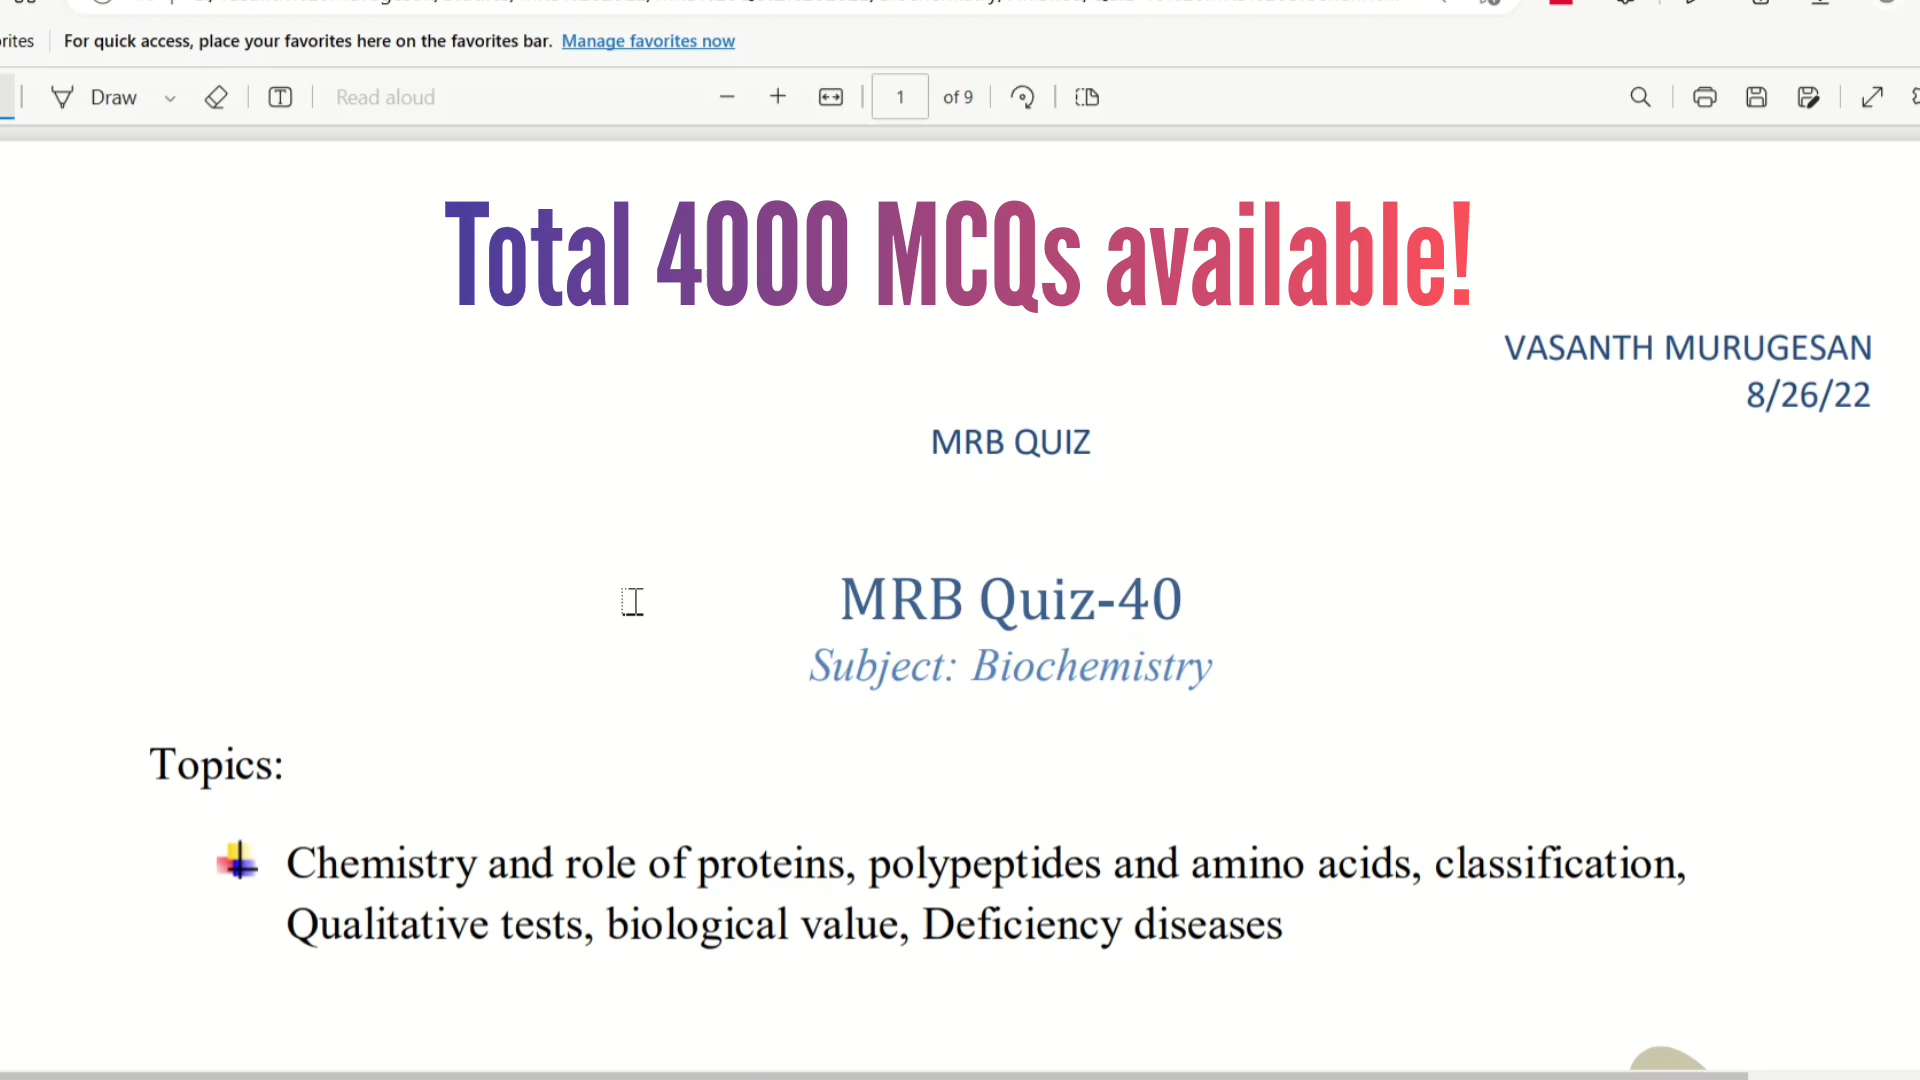 rites
For quick access, place your favorites here on the favorites bar. Manage favorites now
Draw
T
Read aloud
1 of 9
Total 4000 MCQs available!
VASANTH MURUGESAN
8/26/22
MRB QUIZ
MRB Quiz-40
Subject: Biochemistry
Topics:
Chemistry and role of proteins, polypeptides and amino acids, classification,
Qualitative tests, biological value, Deficiency diseases